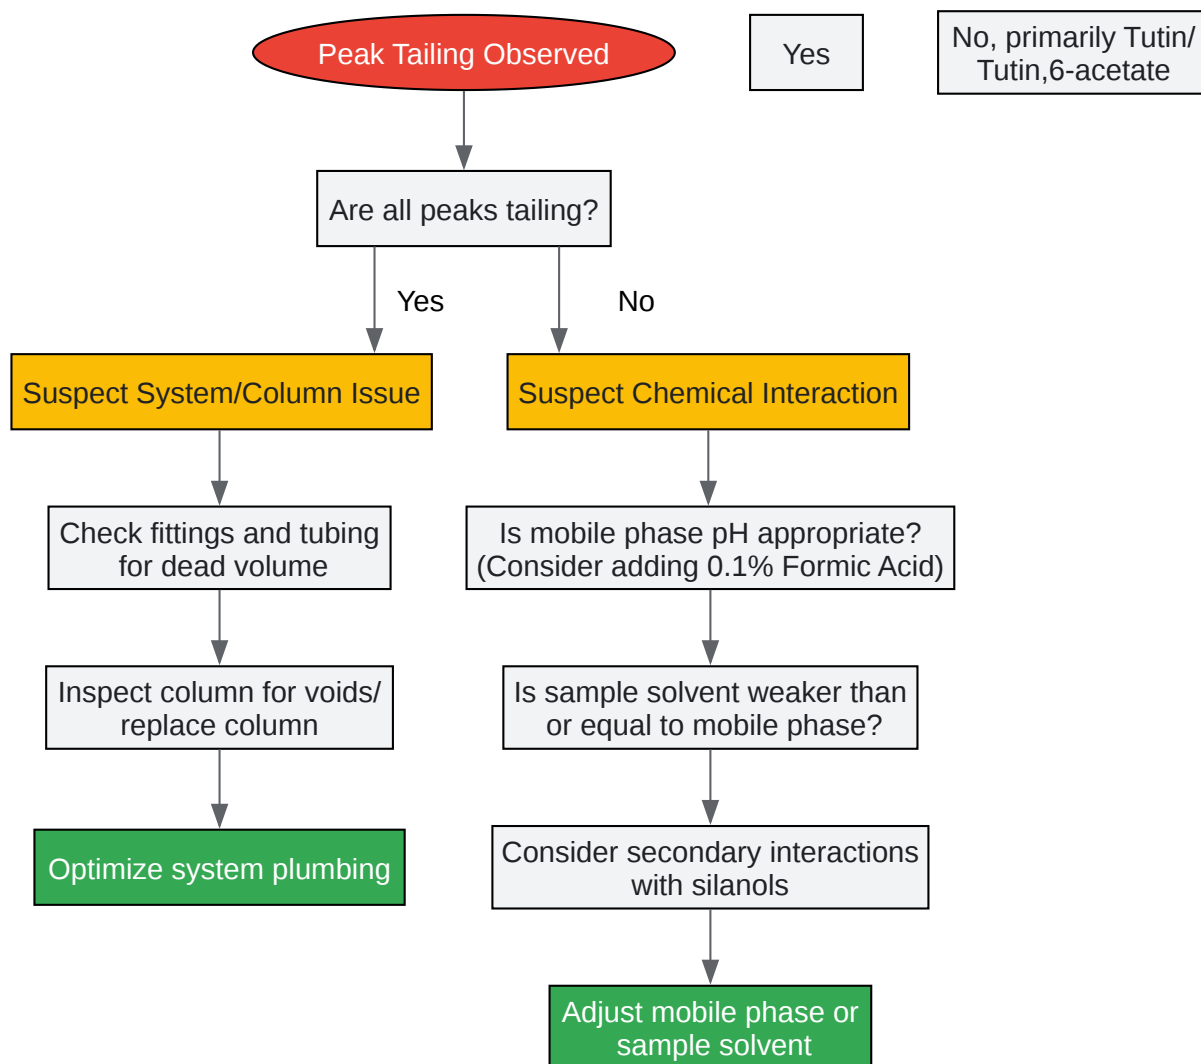 Peak Tailing Observed
Yes
No, primarily Tutin/
Tutin,6-acetate
Are all peaks tailing?
Yes
No
Suspect System/Column Issue
Suspect Chemical Interaction
Check fittings and tubing
for dead volume
Is mobile phase pH appropriate?
(Consider adding 0.1% Formic Acid)
Inspect column for voids/
replace column
Is sample solvent weaker than
or equal to mobile phase?
Optimize system plumbing
Consider secondary interactions
with silanols
Adjust mobile phase or
sample solvent